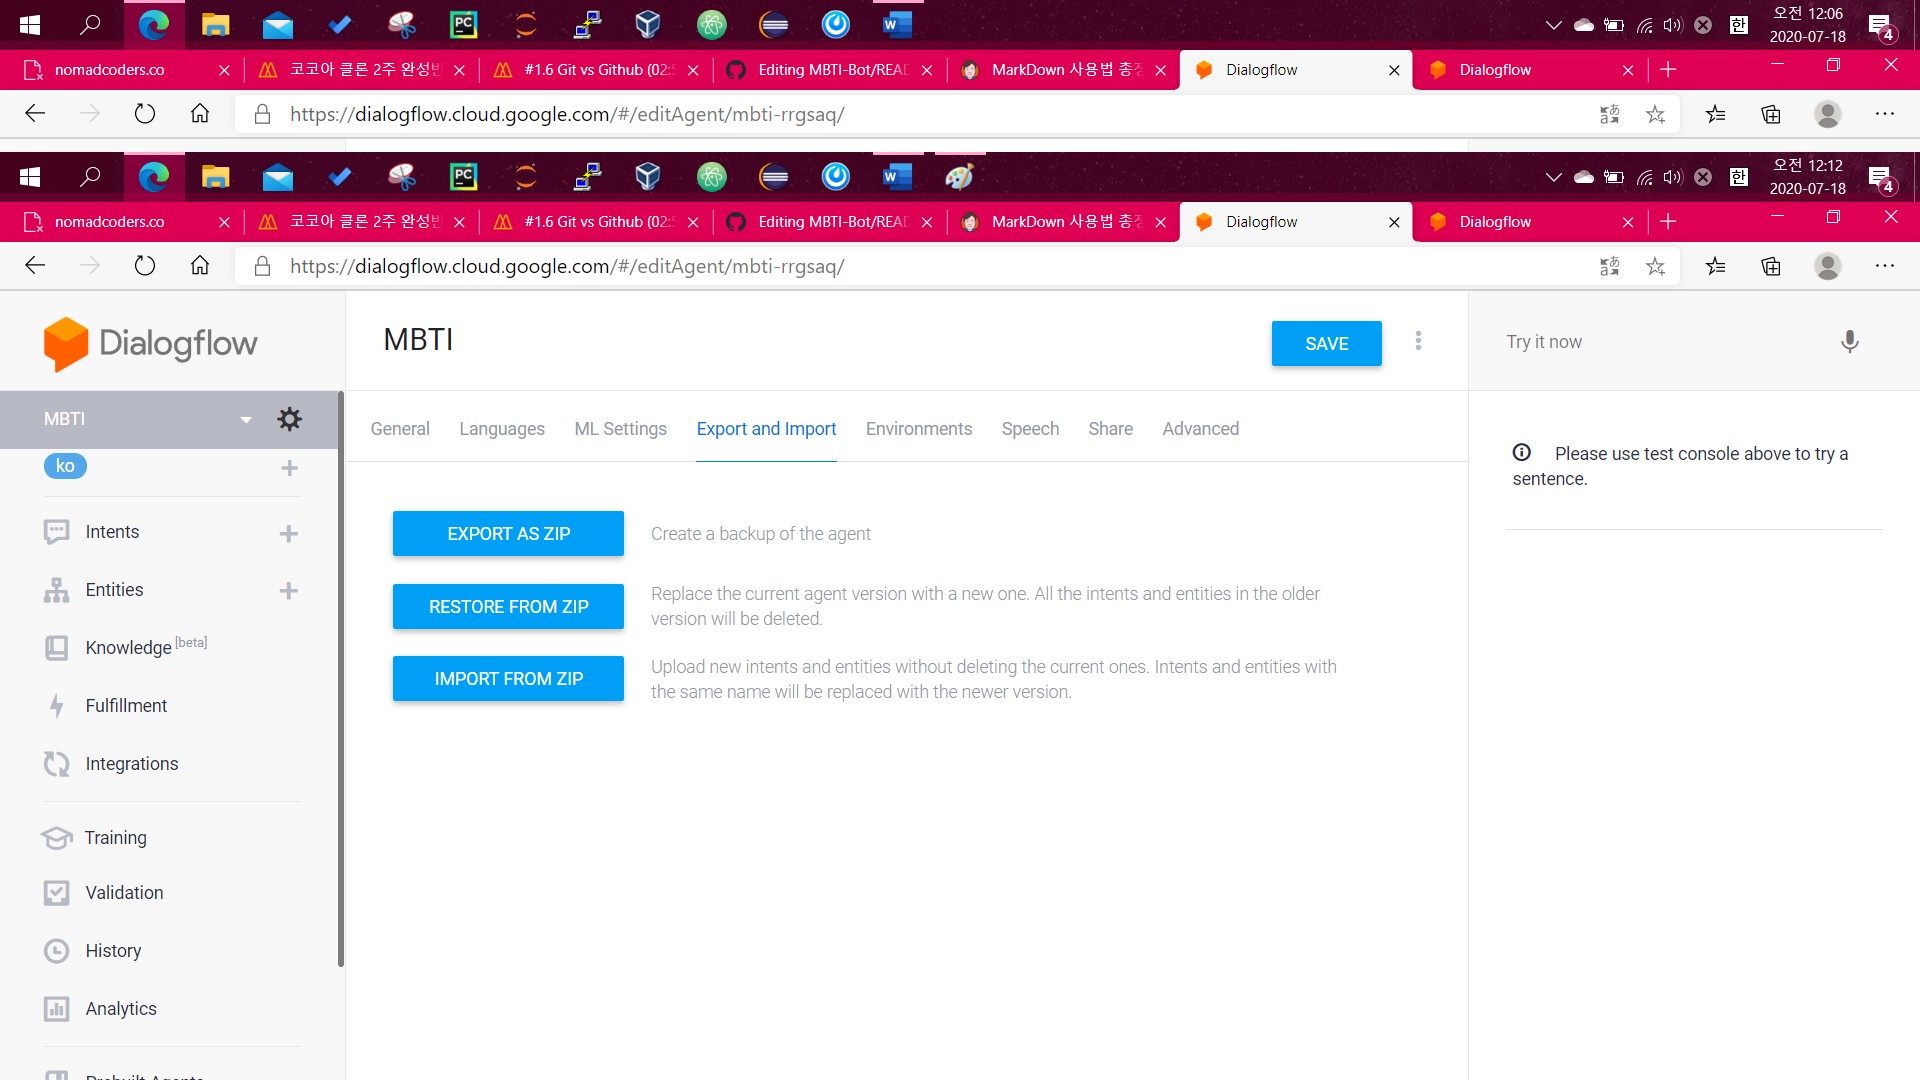 오전 12:06
2020-07-18
4
nomadcoders.co
코코아 클론 2주 완성반
#1.6 Git vs Github (02:5
Editing MBTI-Bot/READ
MarkDown 사용법 총정
Dialogflow
Dialogflow
https://dialogflow.cloud.google.com/#/editAgent/mbti-rrgsaq/
오전 12:12
2020-07-18
4
nomadcoders.co
코코아 클론 2주 완성반
#1.6 Git vs Github (02:5
Editing MBTI-Bot/READ
MarkDown 사용법 총정
Dialogflow
Dialogflow
https://dialogflow.cloud.google.com/#/editAgent/mbti-rrgsaq/
Dialogflow
MBTI
SAVE
Try it now
MBTI
ko
General
Languages
ML Settings
Export and Import
Environments
Speech
Share
Advanced
Please use test console above to try a
sentence.
Intents
Entities
Knowledge [beta]
Fulfillment
Integrations
Training
Validation
History
Analytics
Prebuilt Agents
EXPORT AS ZIP
Create a backup of the agent
RESTORE FROM ZIP
Replace the current agent version with a new one. All the intents and entities in the older
version will be deleted.
IMPORT FROM ZIP
Upload new intents and entities without deleting the current ones. Intents and entities with
the same name will be replaced with the newer version.